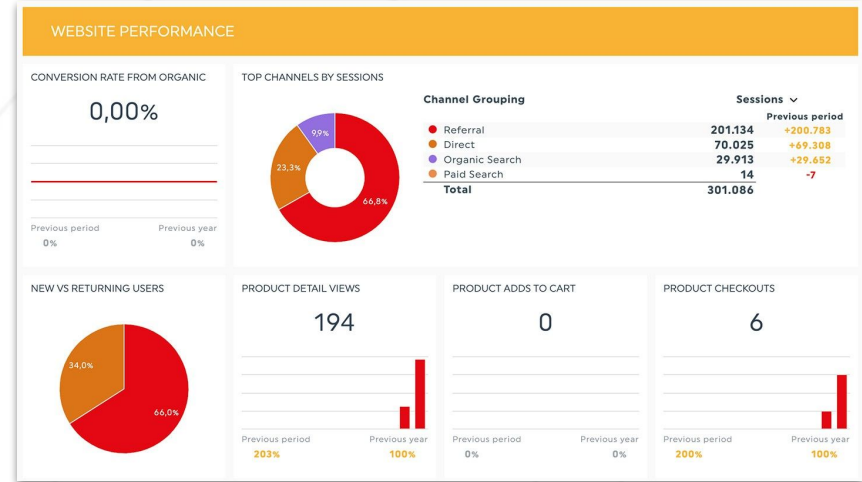 WEBSITE PERFORMANCE
CONVERSION RATE FROM ORGANIC
0,00%
Previous period Previous year
0% 0%
TOP CHANNELS BY SESSIONS
9,9%
23,3%
66,8%
Channel Grouping Sessions
Previous period
Referral 201.134 +200.783
Direct 70.025 +69.308
Organic Search 29.913 +29.652
Paid Search 14 -7
Total 301.086
NEW VS RETURNING USERS
34,0%
66,0%
PRODUCT DETAIL VIEWS
194
Previous period Previous year
203% 100%
PRODUCT ADDS TO CART
0
Previous period Previous year
0% 0%
PRODUCT CHECKOUTS
6
Previous period Previous year
200% 100%